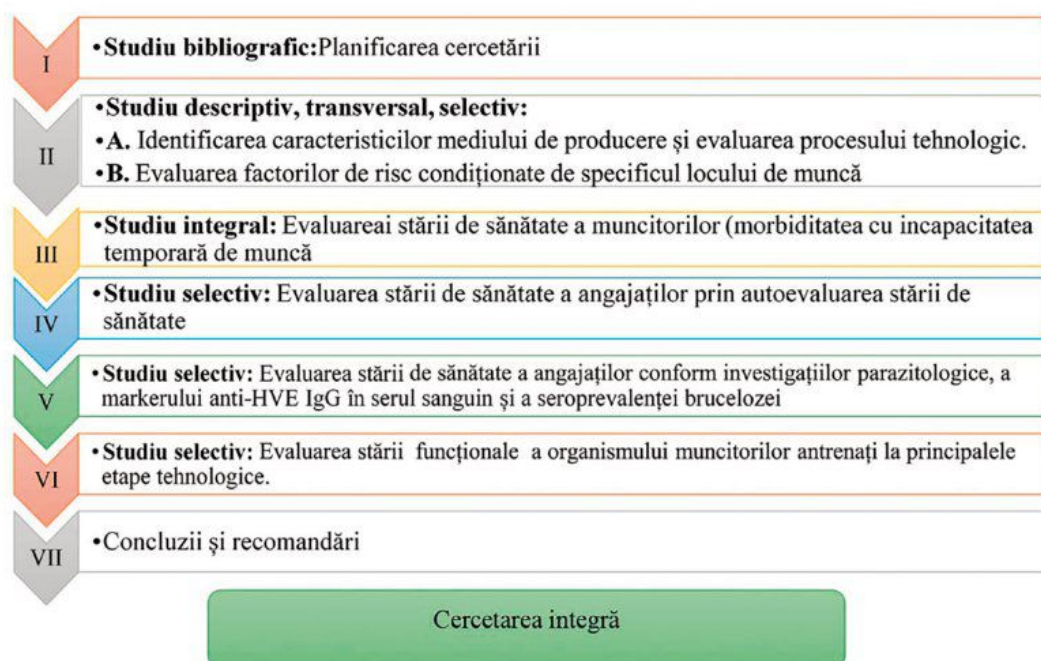 I
•Studiu bibliografic:Planificarea cercetării
II
•Studiu descriptiv, transversal, selectiv:
•A. Identificarea caracteristicilor mediului de producere și evaluarea procesului tehnologic.
•B. Evaluarea factorilor de risc condiționate de specificul locului de muncă
III
•Studiu integral: Evaluareai stării de sănătate a muncitorilor (morbiditatea cu incapacitatea
temporară de muncă
IV
•Studiu selectiv: Evaluarea stării de sănătate a angajaților prin autoevaluarea stării de
sănătate
V
•Studiu selectiv: Evaluarea stării de sănătate a angajaților conform investigațiilor parazitologice, a
markerului anti-HVE IgG în serul sanguin și a seroprevalenței brucelozei
VI
•Studiu selectiv: Evaluarea stării funcționale a organismului muncitorilor antrenați la principalele
etape tehnologice.
VII
•Concluzii și recomandări
Cercetarea integră